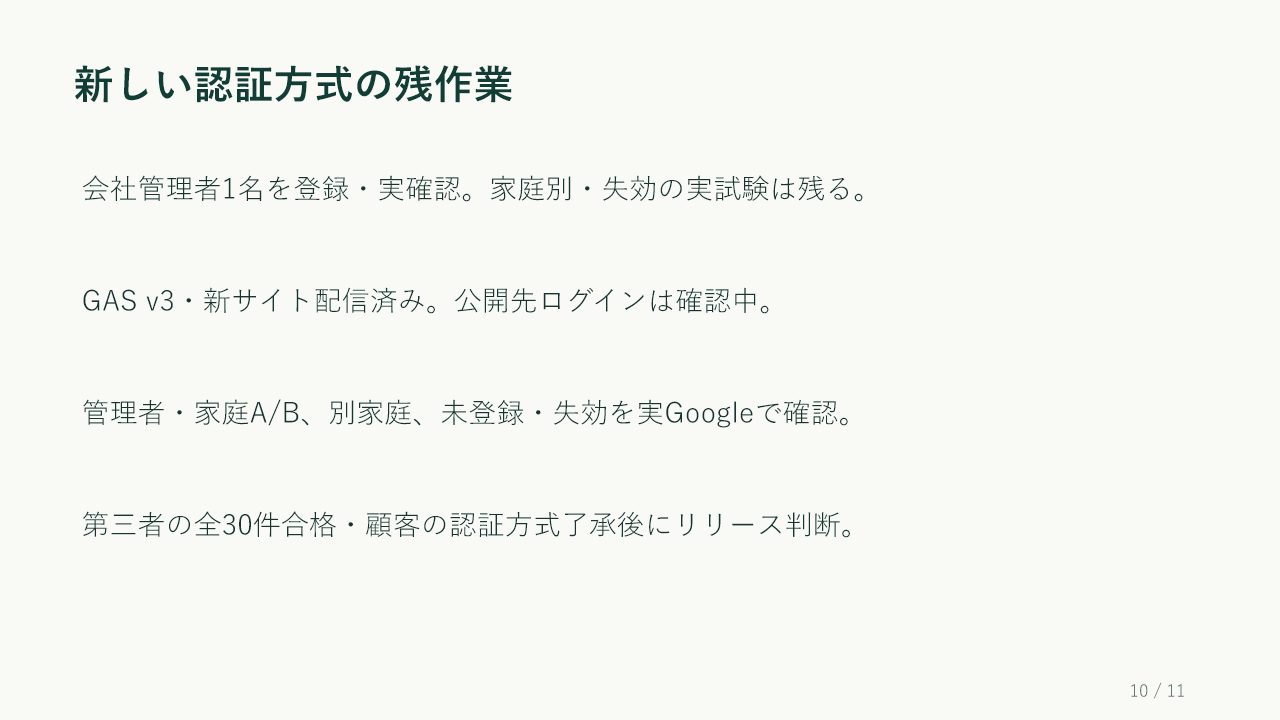 新しい認証方式の残作業
会社管理者1名を登録・実確認。家庭別・失効の実試験は残る。
GAS v3・新サイト配信済み。公開先ログインは確認中。
管理者・家庭A/B、別家庭、未登録・失効を実Googleで確認。
第三者の全30件合格・顧客の認証方式了承後にリリース判断。
10 / 11